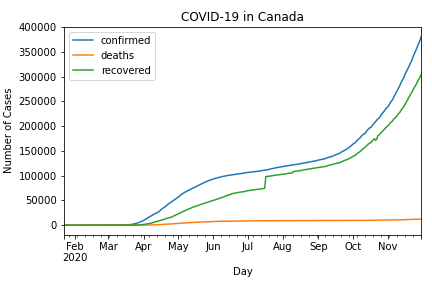 COVID-19 in Canada
confirmed
deaths
recovered
Number of Cases
400000
350000
300000
250000
200000
150000
100000
50000
0
Feb Mar Apr May Jun Jul Aug Sep Oct Nov
2020
Day